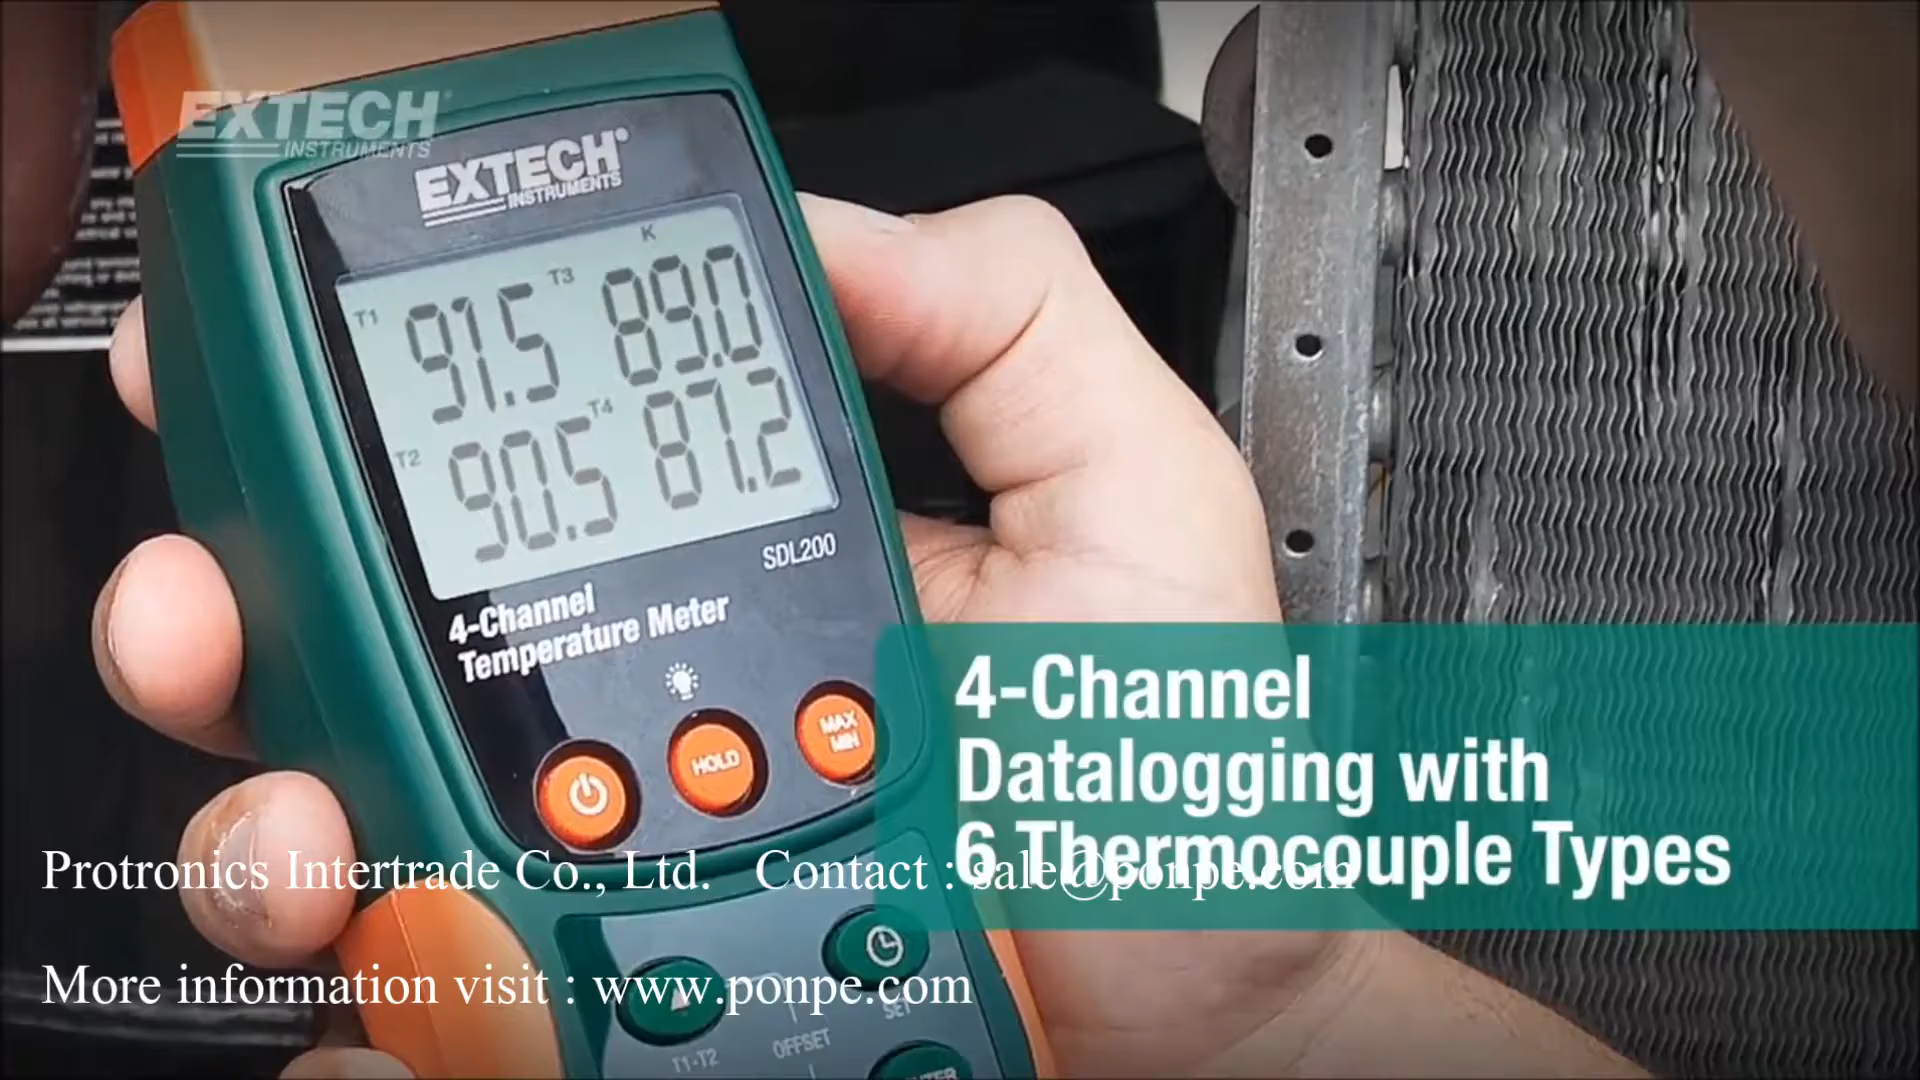 EXTECH
INSTRUMENTS
EXTECH®
INSTRUMENTS
K
T1 91.5 T3 89.0
T2 90.5 T4 87.2
SDL200
4-Channel
Temperature Meter
HOLD
MAX
MIN
4-Channel
Datalogging with
6 Thermocouple Types
Protronics Intertrade Co., Ltd. Contact : sale@ponpe.com
More information visit : www.ponpe.com
SET
OFFSET
T1-T2